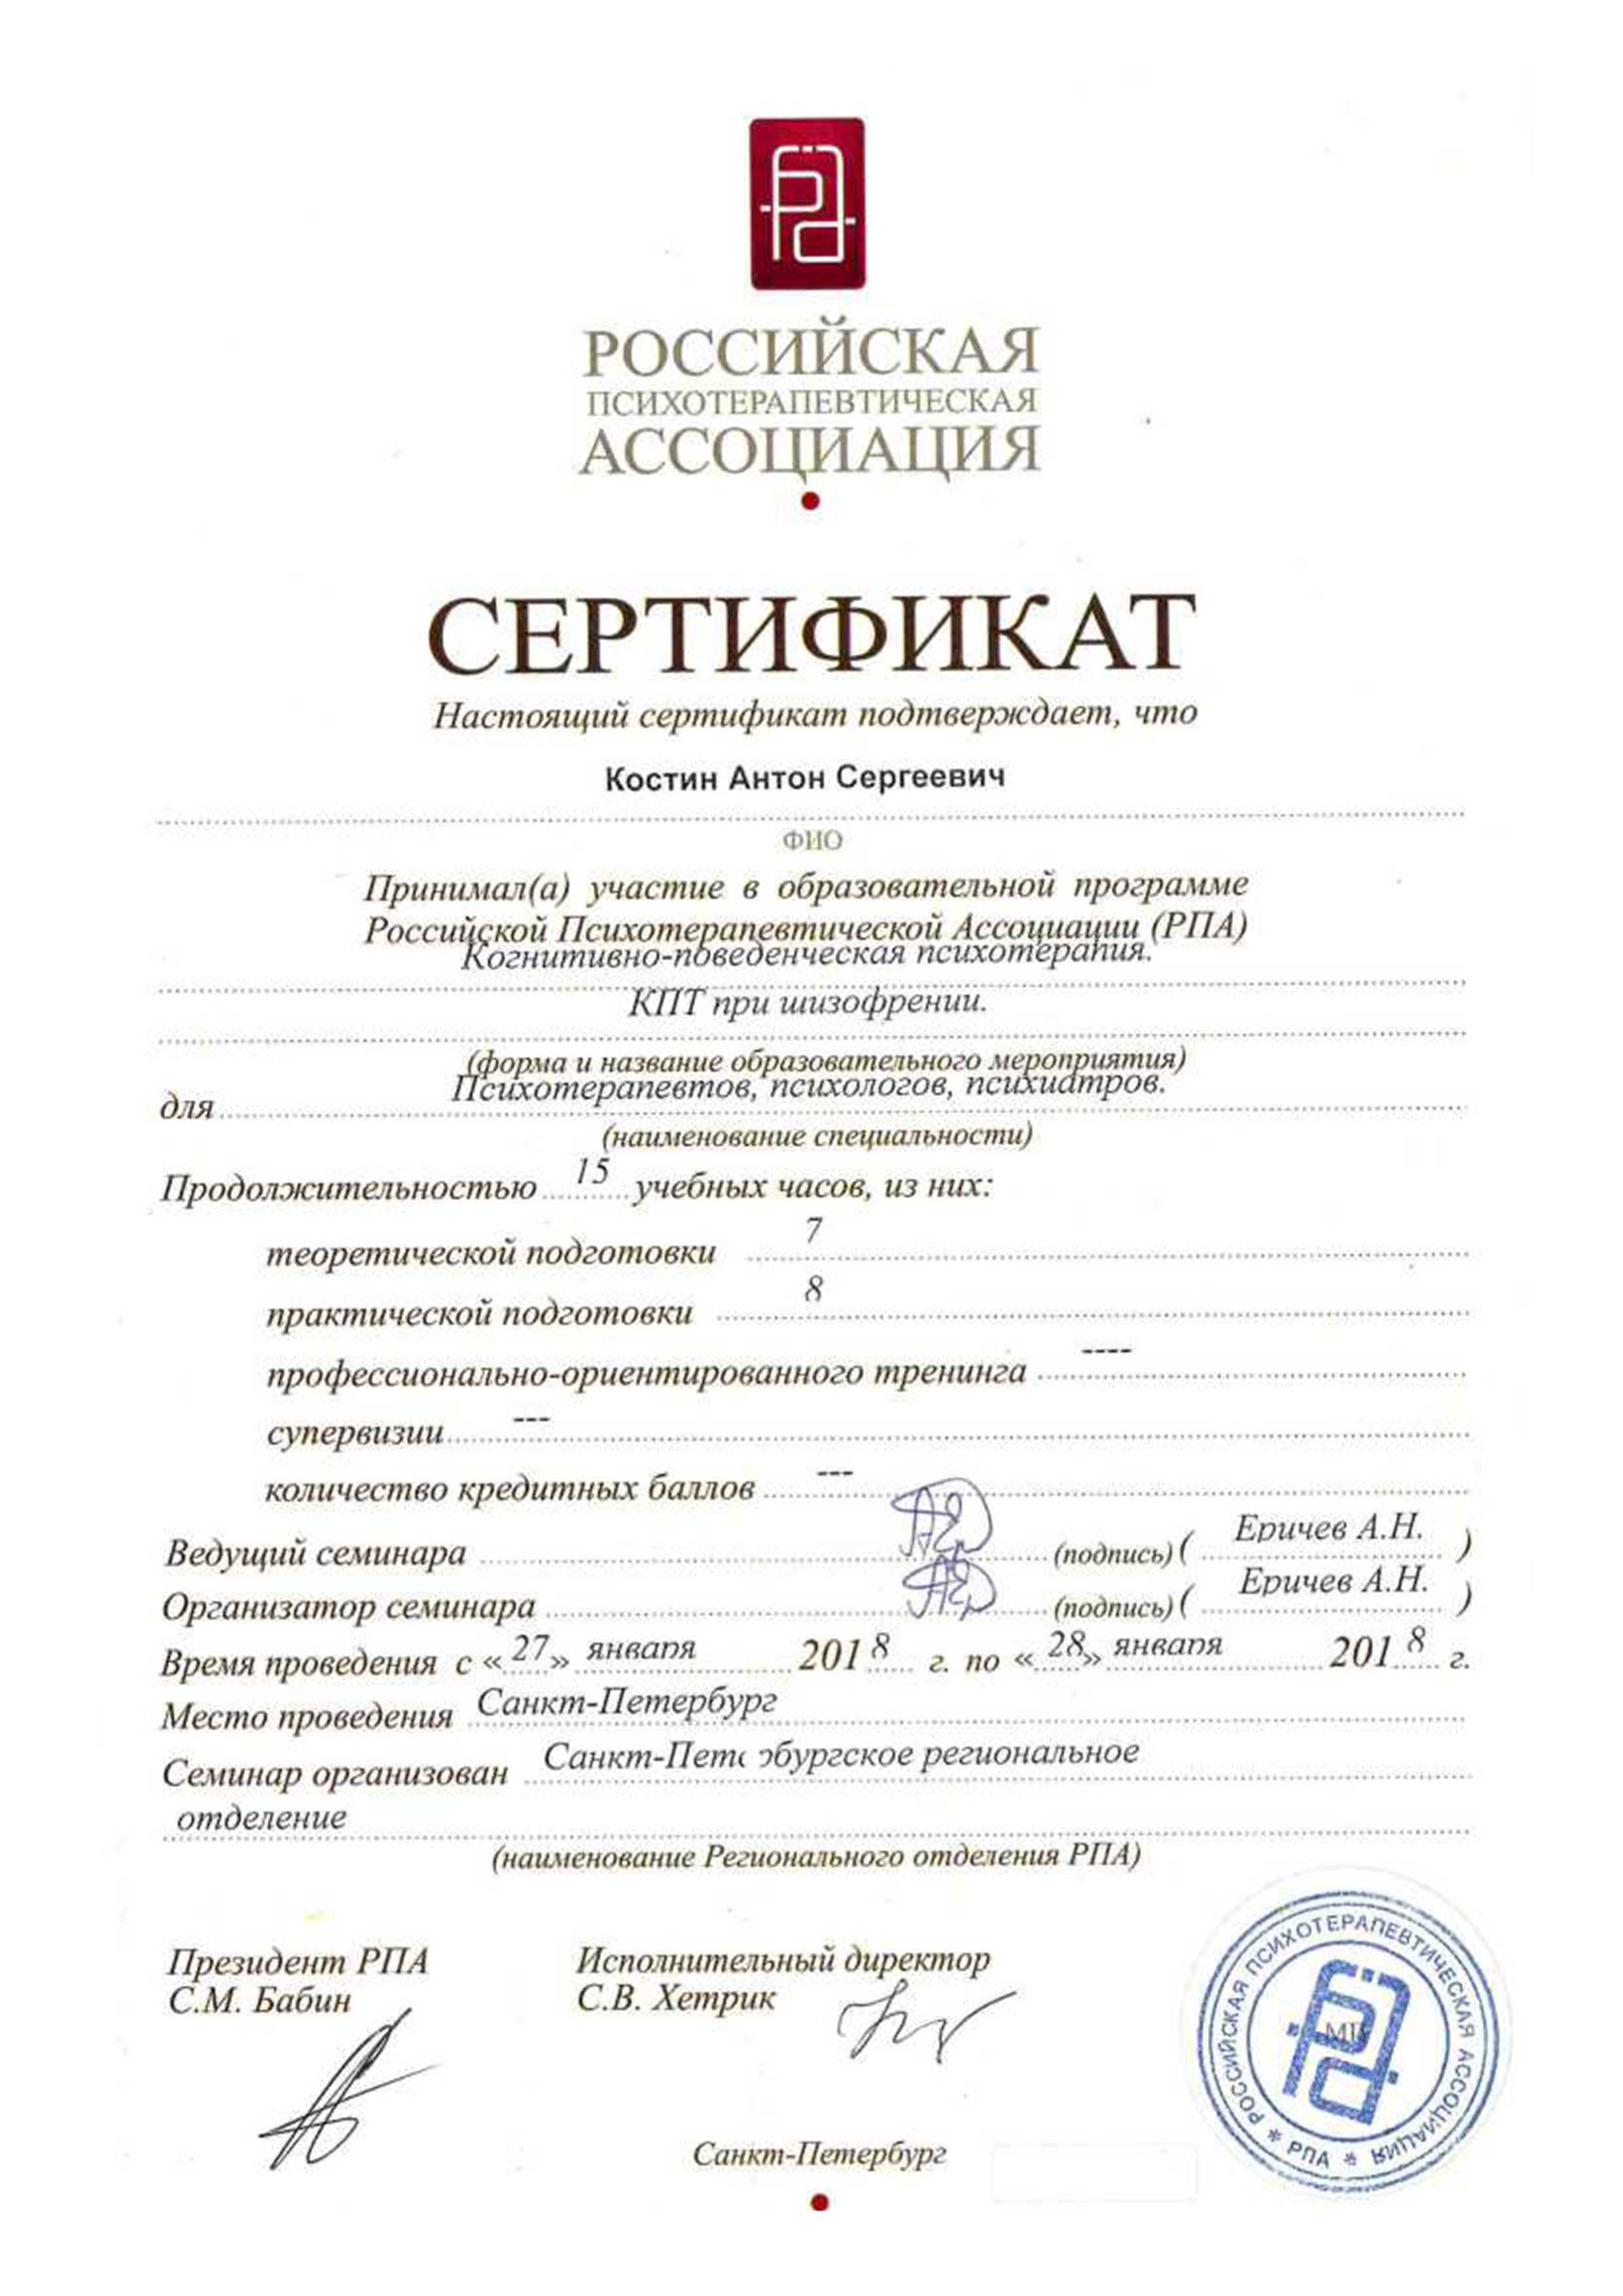 РОССИЙСКАЯ
ПСИХОТЕРАПЕВТИЧЕСКАЯ
АССОЦИАЦИЯ
СЕРТИФИКАТ
Настоящий сертификат подтверждает, что
Костин Антон Сергеевич
ФИО
Принимал(а) участие в образовательной программе
Российской Психотерапевтической Ассоциации (РПА)
Когнитивно-поведенческая психотерапия.
КПТ при шизофрении.
(форма и название образовательного мероприятия)
Психотерапевтов, психологов, психиатров.
для
(наименование специальности)
Продолжительностью 15 учебных часов, из них:
теоретической подготовки 7
практической подготовки 8
профессионально-ориентированного тренинга ----
супервизии ---
количество кредитных баллов ---
Ведущий семинара (подпись) ( Еричев А.Н. )
Организатор семинара (подпись) ( Еричев А.Н. )
Время проведения с «27» января 2018 г. по «28» января 2018 г.
Место проведения Санкт-Петербург
Семинар организован Санкт-Петербургское региональное
отделение
(наименование Регионального отделения РПА)
Президент РПА Исполнительный директор
С.М. Бабин С.В. Хетрик
РОССИЙСКАЯ ПСИХОТЕРАПЕВТИЧЕСКАЯ АССОЦИАЦИЯ * РПА *
Санкт-Петербург